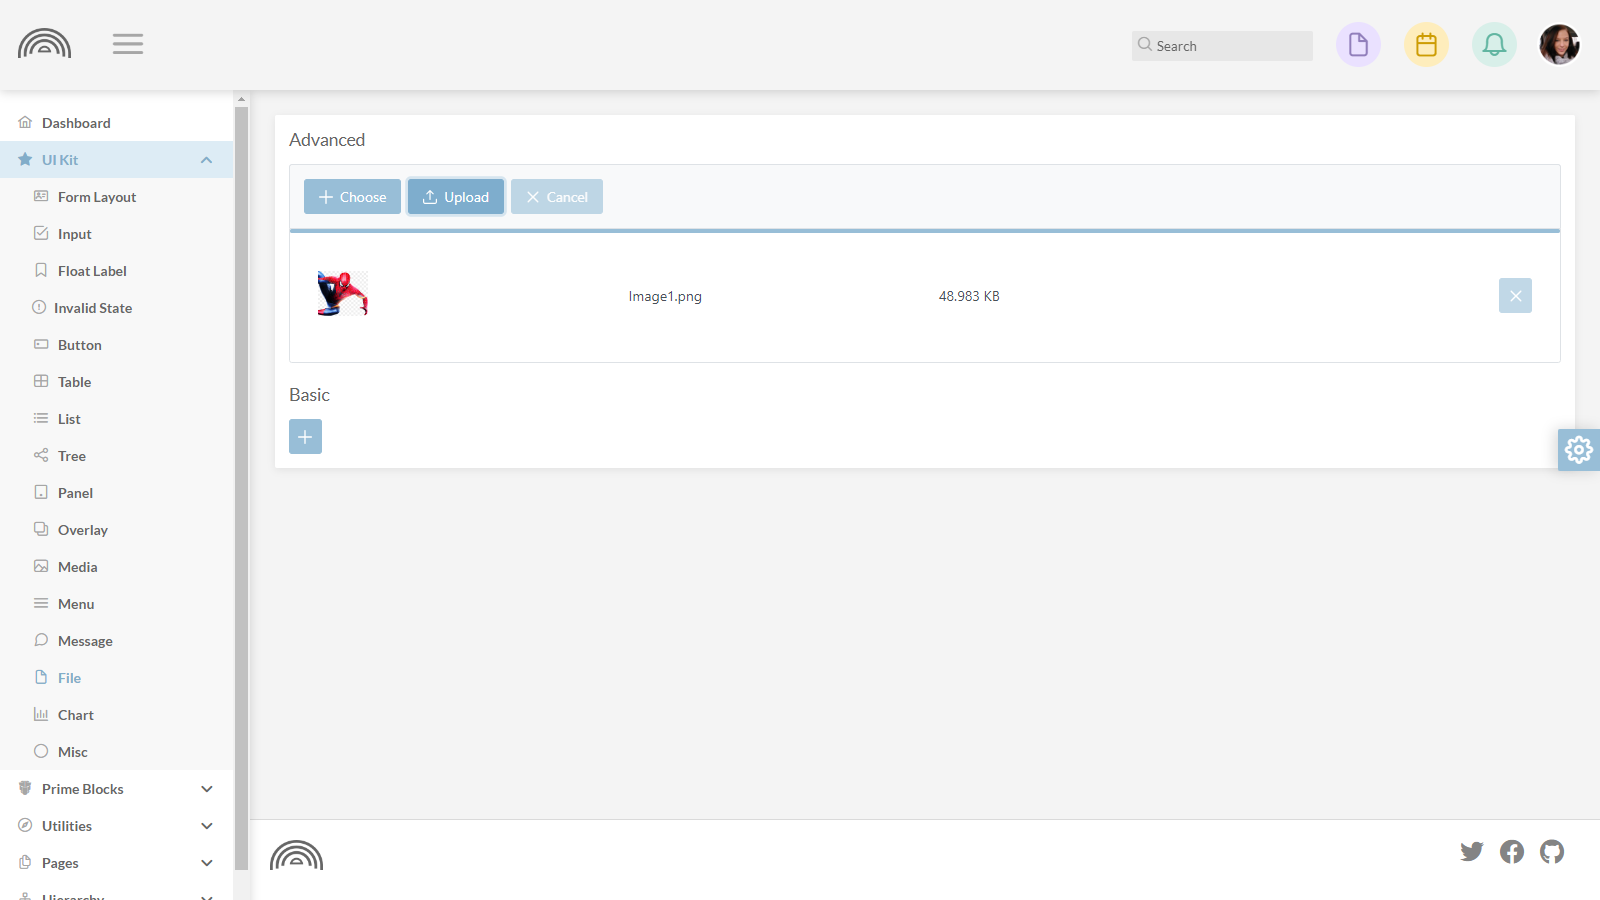 Search
Dashboard
UI Kit
Form Layout
Input
Float Label
Invalid State
Button
Table
List
Tree
Panel
Overlay
Media
Menu
Message
File
Chart
Misc
Prime Blocks
Utilities
Pages
Hierarchy
Advanced
Choose
Upload
Cancel
Image1.png
48.983 KB
Basic